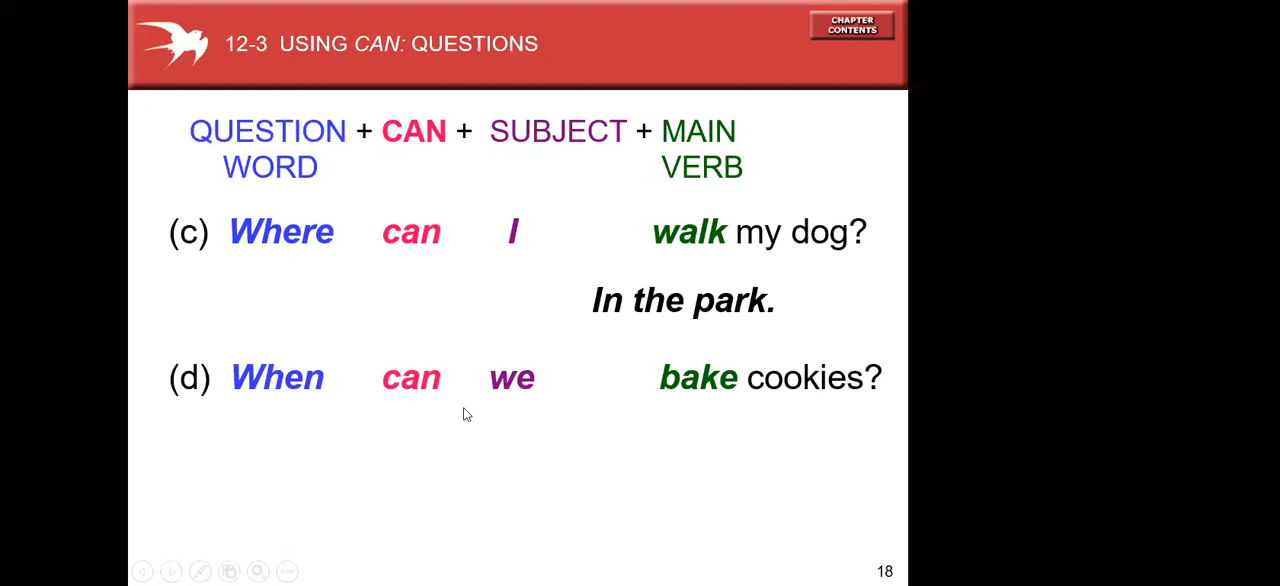 CHAPTER
CONTENTS
12-3 USING CAN: QUESTIONS
QUESTION + CAN + SUBJECT + MAIN
WORD VERB
(c) Where can I walk my dog?
In the park.
(d) When can we bake cookies?
18